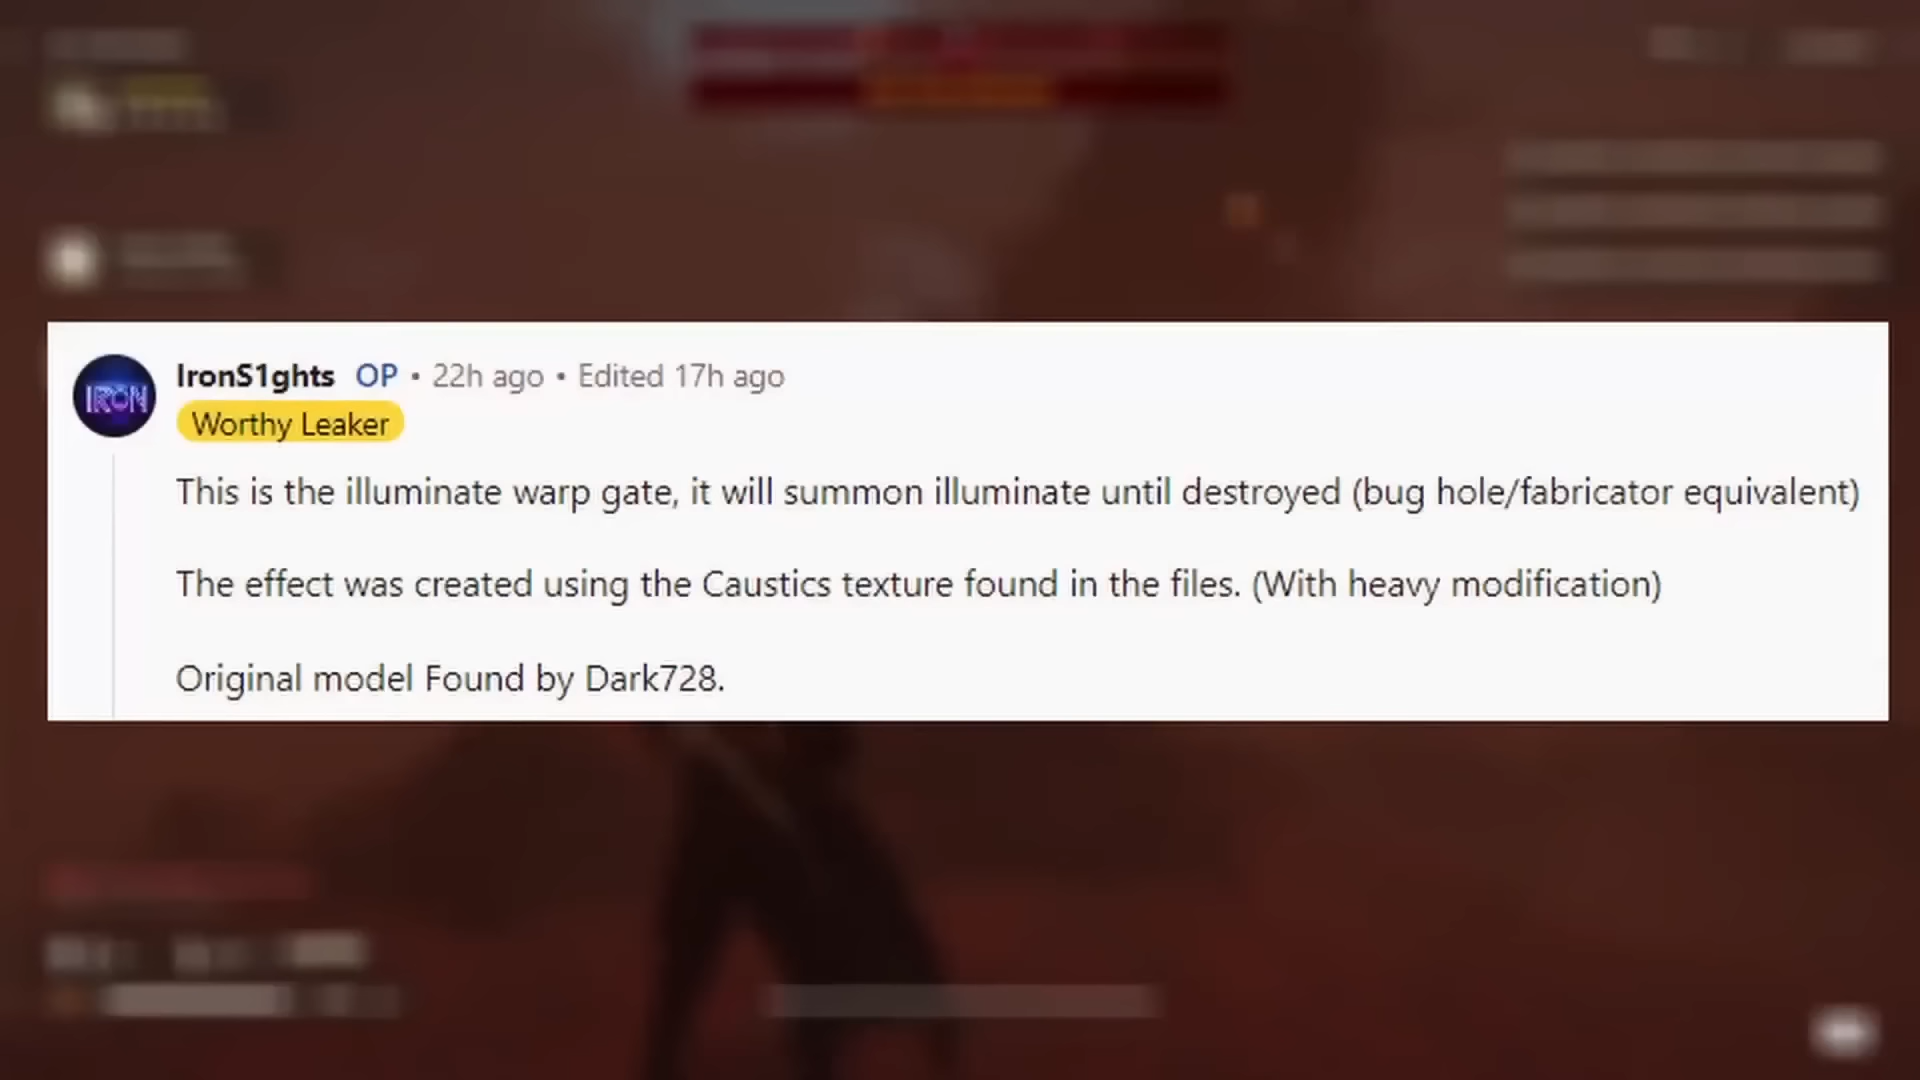 IRON
IronS1ghts OP • 22h ago • Edited 17h ago
Worthy Leaker
This is the illuminate warp gate, it will summon illuminate until destroyed (bug hole/fabricator equivalent)
The effect was created using the Caustics texture found in the files. (With heavy modification)
Original model Found by Dark728.